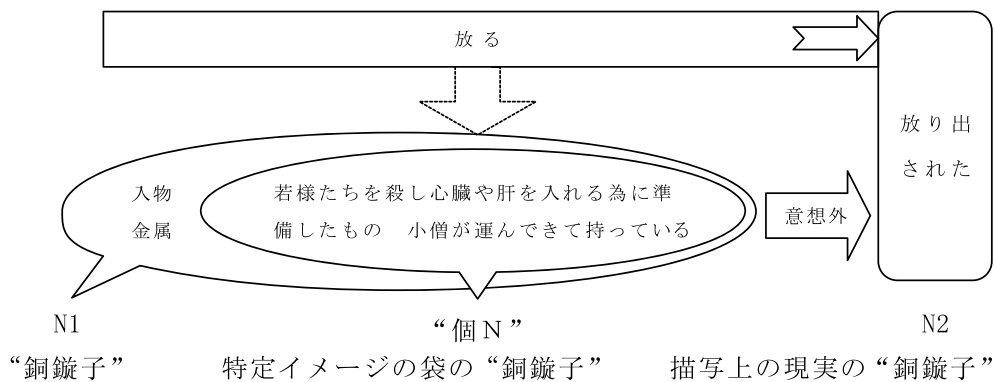 放る
放り出
された
入物
金属
若様たちを殺し心臓や肝を入れる為に準
備したもの　小僧が運んできて持っている
意想外
N1
“個Ｎ”
N2
“銅鏇子”
特定イメージの袋の“銅鏇子”
描写上の現実の“銅鏇子”